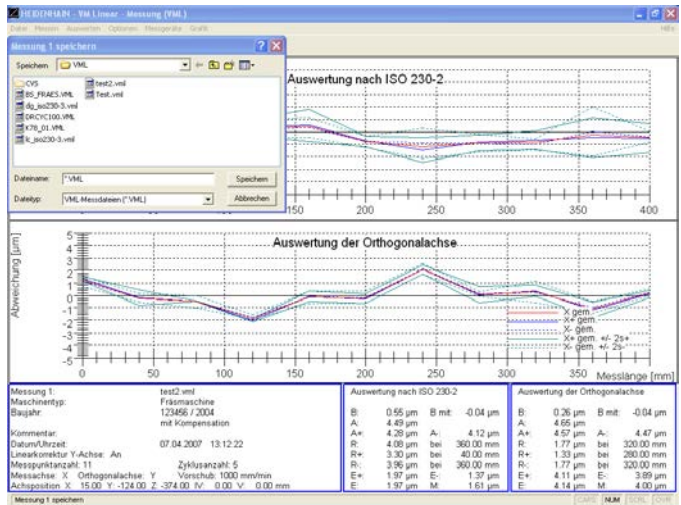 HEIDENHAIN - VM Linear - Messung (VML)
Datei Messen Auswerten Optionen Messgeräte Grafik Hilfe
Messung 1 speichern
Speichern VML
CVS
BS_FRAES.VML
dg_iso230-3.vml
DRCYC100.VML
K78_01.VML
lc_iso230-3.vml
test2.vml
Test.vml
Dateiname: *.VML Speichern
Dateityp: VML-Messdateien (*.VML) Abbrechen
Auswertung nach ISO 230-2
150 200 250 300 350 400
Auswertung der Orthogonalachse
Abweichung [µm]
5
4
3
2
1
0
-1
-2
-3
-4
-5
X gem.
X+ gem.
X- gem.
X+ gem. +/- 2s+
X- gem. +/- 2s-
0 50 100 150 200 250 300 350 Messlänge [mm]
Messung 1: test2.vml
Maschinentyp: Fräsmaschine
Baujahr: 123456 / 2004
mit Kompensation
Kommentar:
Datum/Uhrzeit: 07.04.2007 13:12:22
Linearkorrektur Y-Achse: An
Messpunktanzahl: 11 Zyklusanzahl: 5
Messachse: X Orthogonalachse: Y Vorschub: 1000 mm/min
Achsposition X 15.00 Y -124.00 Z -374.00 IV: 0.00 V: 0.00 mm
Auswertung nach ISO 230-2
B: 0.55 µm B mit: -0.04 µm
A: 4.49 µm
A+: 4.28 µm A-: 4.12 µm
R: 4.08 µm bei 360.00 mm
R+: 3.30 µm bei 40.00 mm
R-: 3.96 µm bei 360.00 mm
E+: 1.97 µm E-: 1.37 µm
E: 1.97 µm M: 1.61 µm
Auswertung der Orthogonalachse
B: 0.26 µm B mit: -0.04 µm
A: 4.65 µm
A+: 4.57 µm A-: 4.47 µm
R: 1.77 µm bei 320.00 mm
R+: 1.33 µm bei 280.00 mm
R-: 1.77 µm bei 320.00 mm
E+: 4.11 µm E-: 3.89 µm
E: 4.14 µm M: 4.00 µm
Messung 1 speichern CAPS NUM SCRL OVR